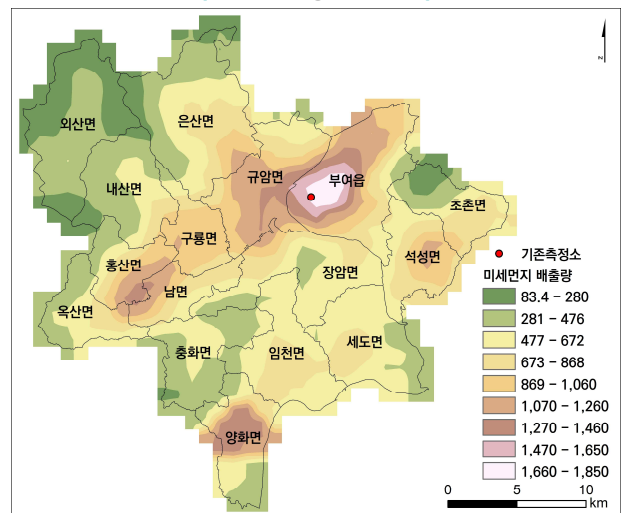 N
외산면
은산면
규암면
부여읍
내산면
조촌면
구룡면
석성면
홍산면
장암면
남면
옥산면
충화면
임천면
세도면
양화면
기존측정소
미세먼지 배출량
83.4 - 280
281 - 476
477 - 672
673 - 868
869 - 1,060
1,070 - 1,260
1,270 - 1,460
1,470 - 1,650
1,660 - 1,850
0 5 10
km